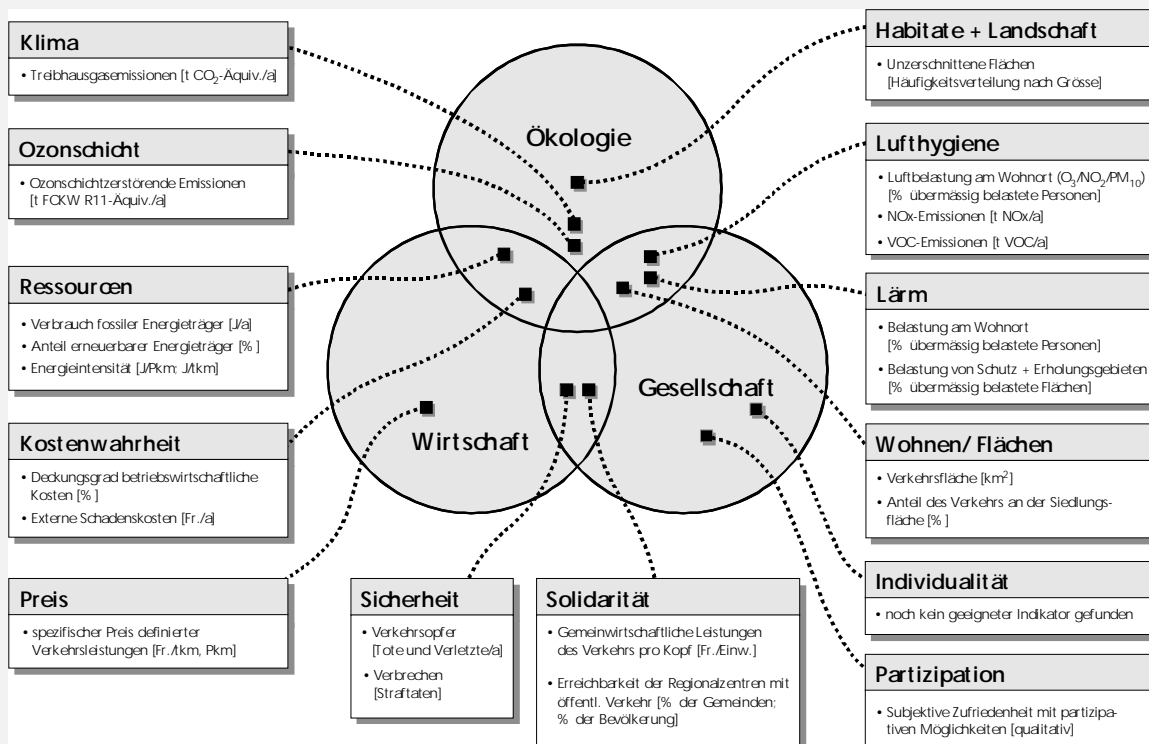 Klima
• Treibhausgasemissionen [t CO₂-Äquiv./a]
Ozonschicht
• Ozonschichtzerstörende Emissionen
[t FCKW R11-Äquiv./a]
Ressourcen
• Verbrauch fossiler Energieträger [J/a]
• Anteil erneuerbarer Energieträger [%]
• Energieintensität [J/Pkm; J/tkm]
Kostenwahrheit
• Deckungsgrad betriebswirtschaftliche
Kosten [%]
• Externe Schadenskosten [Fr./a]
Preis
• spezifischer Preis definierter
Verkehrsleistungen [Fr./tkm, Pkm]
Ökologie
Wirtschaft
Gesellschaft
Sicherheit
• Verkehrsopfer
[Tote und Verletzte/a]
• Verbrechen
[Straftaten]
Solidarität
• Gemeinwirtschaftliche Leistungen
des Verkehrs pro Kopf [Fr./Einw.]
• Erreichbarkeit der Regionalzentren mit
öffentl. Verkehr [% der Gemeinden;
% der Bevölkerung]
Habitate + Landschaft
• Unzerschnittene Flächen
[Häufigkeitsverteilung nach Grösse]
Lufthygiene
• Luftbelastung am Wohnort (O₃/NO₂/PM₁₀)
[% übermässig belastete Personen]
• NOx-Emissionen [t NOx/a]
• VOC-Emissionen [t VOC/a]
Lärm
• Belastung am Wohnort
[% übermässig belastete Personen]
• Belastung von Schutz + Erholungsgebieten
[% übermässig belastete Flächen]
Wohnen/ Flächen
• Verkehrsfläche [km²]
• Anteil des Verkehrs an der Siedlungs-
fläche [%]
Individualität
• noch kein geeigneter Indikator gefunden
Partizipation
• Subjektive Zufriedenheit mit partizipa-
tiven Möglichkeiten [qualitativ]